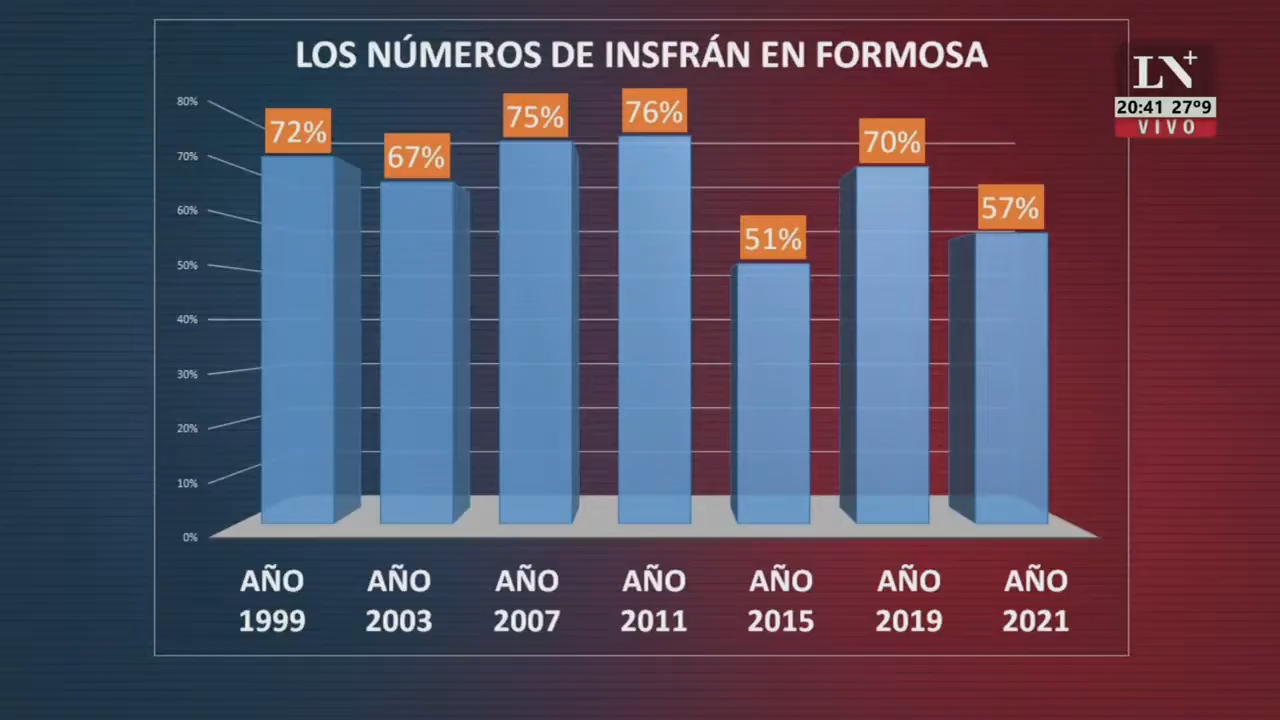 LOS NÚMEROS DE INSFRÁN EN FORMOSA
LN+
20:41 27º9
VIVO
80%
70%
60%
50%
40%
30%
20%
10%
0%
72%
67%
75%
76%
51%
70%
57%
AÑO 1999
AÑO 2003
AÑO 2007
AÑO 2011
AÑO 2015
AÑO 2019
AÑO 2021